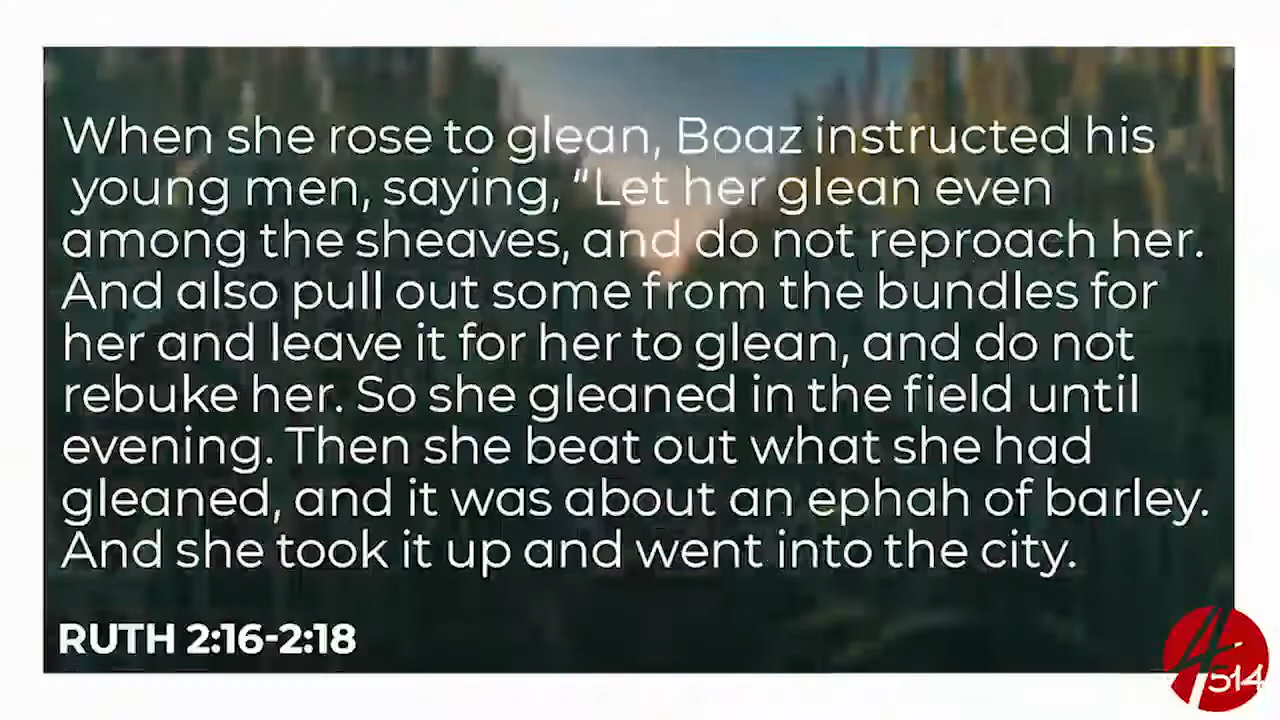 When she rose to glean, Boaz instructed his
young men, saying, “Let her glean even
among the sheaves, and do not reproach her.
And also pull out some from the bundles for
her and leave it for her to glean, and do not
rebuke her. So she gleaned in the field until
evening. Then she beat out what she had
gleaned, and it was about an ephah of barley.
And she took it up and went into the city.
RUTH 2:16-2:18
4
514